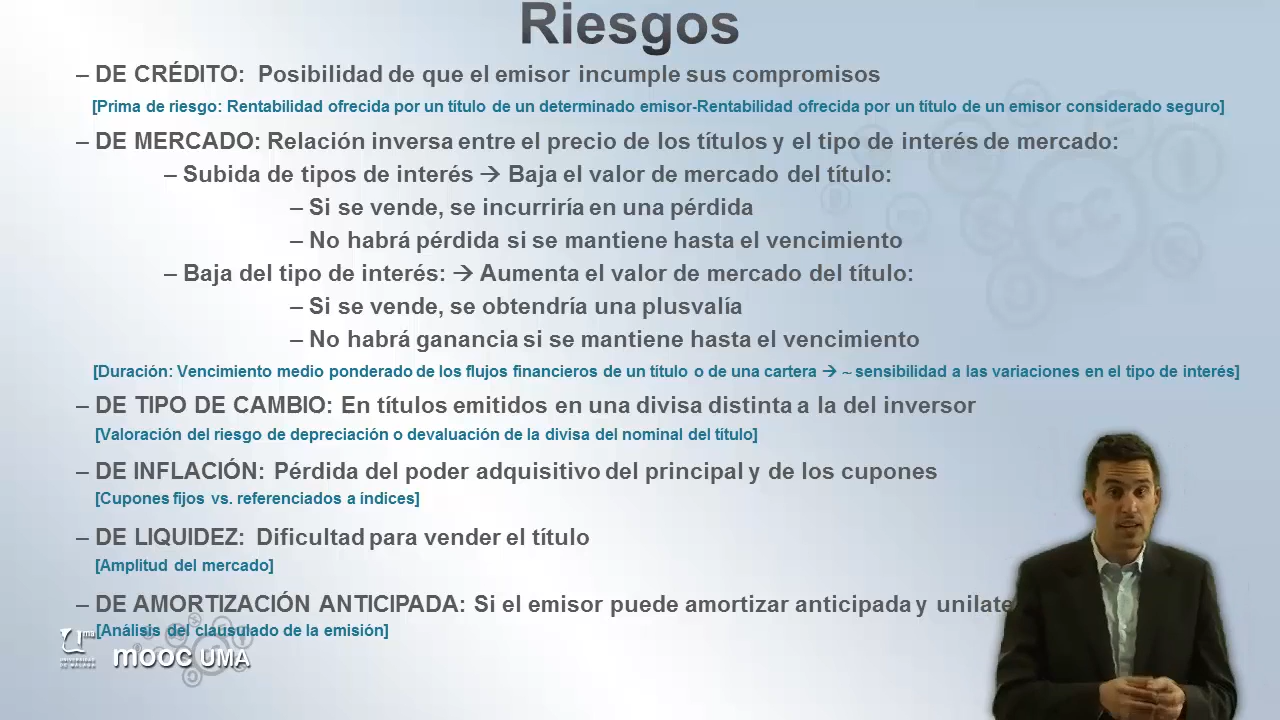 Riesgos
– DE CRÉDITO: Posibilidad de que el emisor incumple sus compromisos
[Prima de riesgo: Rentabilidad ofrecida por un título de un determinado emisor-Rentabilidad ofrecida por un título de un emisor considerado seguro]
– DE MERCADO: Relación inversa entre el precio de los títulos y el tipo de interés de mercado:
– Subida de tipos de interés → Baja el valor de mercado del título:
– Si se vende, se incurriría en una pérdida
– No habrá pérdida si se mantiene hasta el vencimiento
– Baja del tipo de interés: → Aumenta el valor de mercado del título:
– Si se vende, se obtendría una plusvalía
– No habrá ganancia si se mantiene hasta el vencimiento
[Duración: Vencimiento medio ponderado de los flujos financieros de un título o de una cartera → ~ sensibilidad a las variaciones en el tipo de interés]
– DE TIPO DE CAMBIO: En títulos emitidos en una divisa distinta a la del inversor
[Valoración del riesgo de depreciación o devaluación de la divisa del nominal del título]
– DE INFLACIÓN: Pérdida del poder adquisitivo del principal y de los cupones
[Cupones fijos vs. referenciados a índices]
– DE LIQUIDEZ: Dificultad para vender el título
[Amplitud del mercado]
– DE AMORTIZACIÓN ANTICIPADA: Si el emisor puede amortizar anticipada y unilate
[Análisis del clausulado de la emisión]
uma
mooc UMA